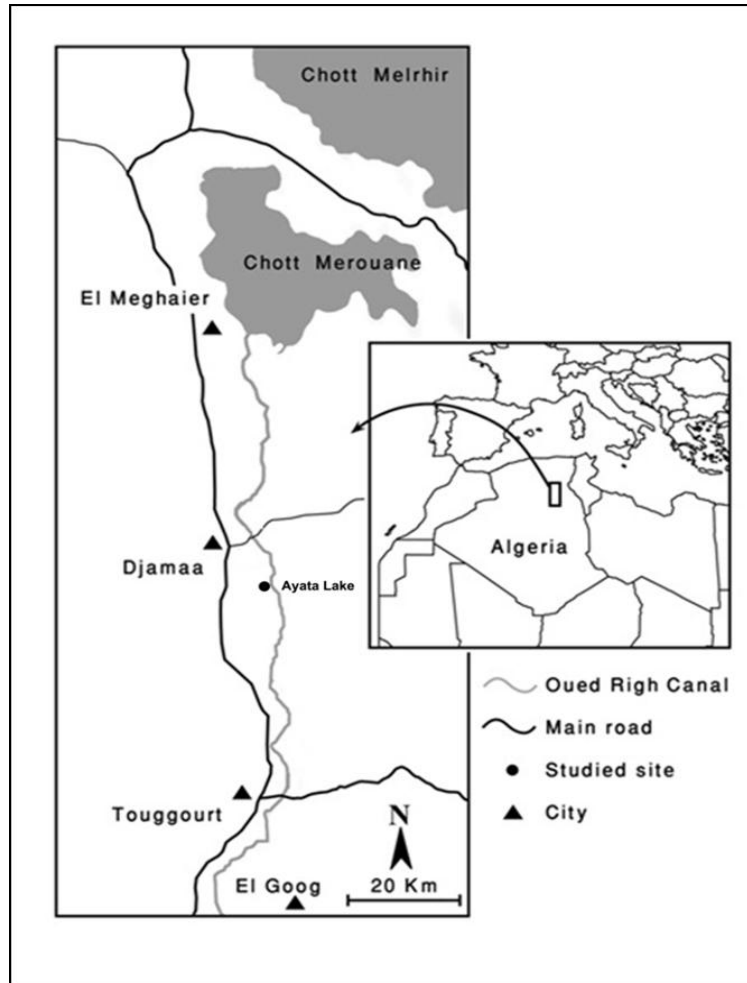 Chott Melrhir
Chott Merouane
El Meghaier
Algeria
Djamaa
Ayata Lake
Oued Righ Canal
Main road
Studied site
City
Touggourt
N
El Goog
20 Km